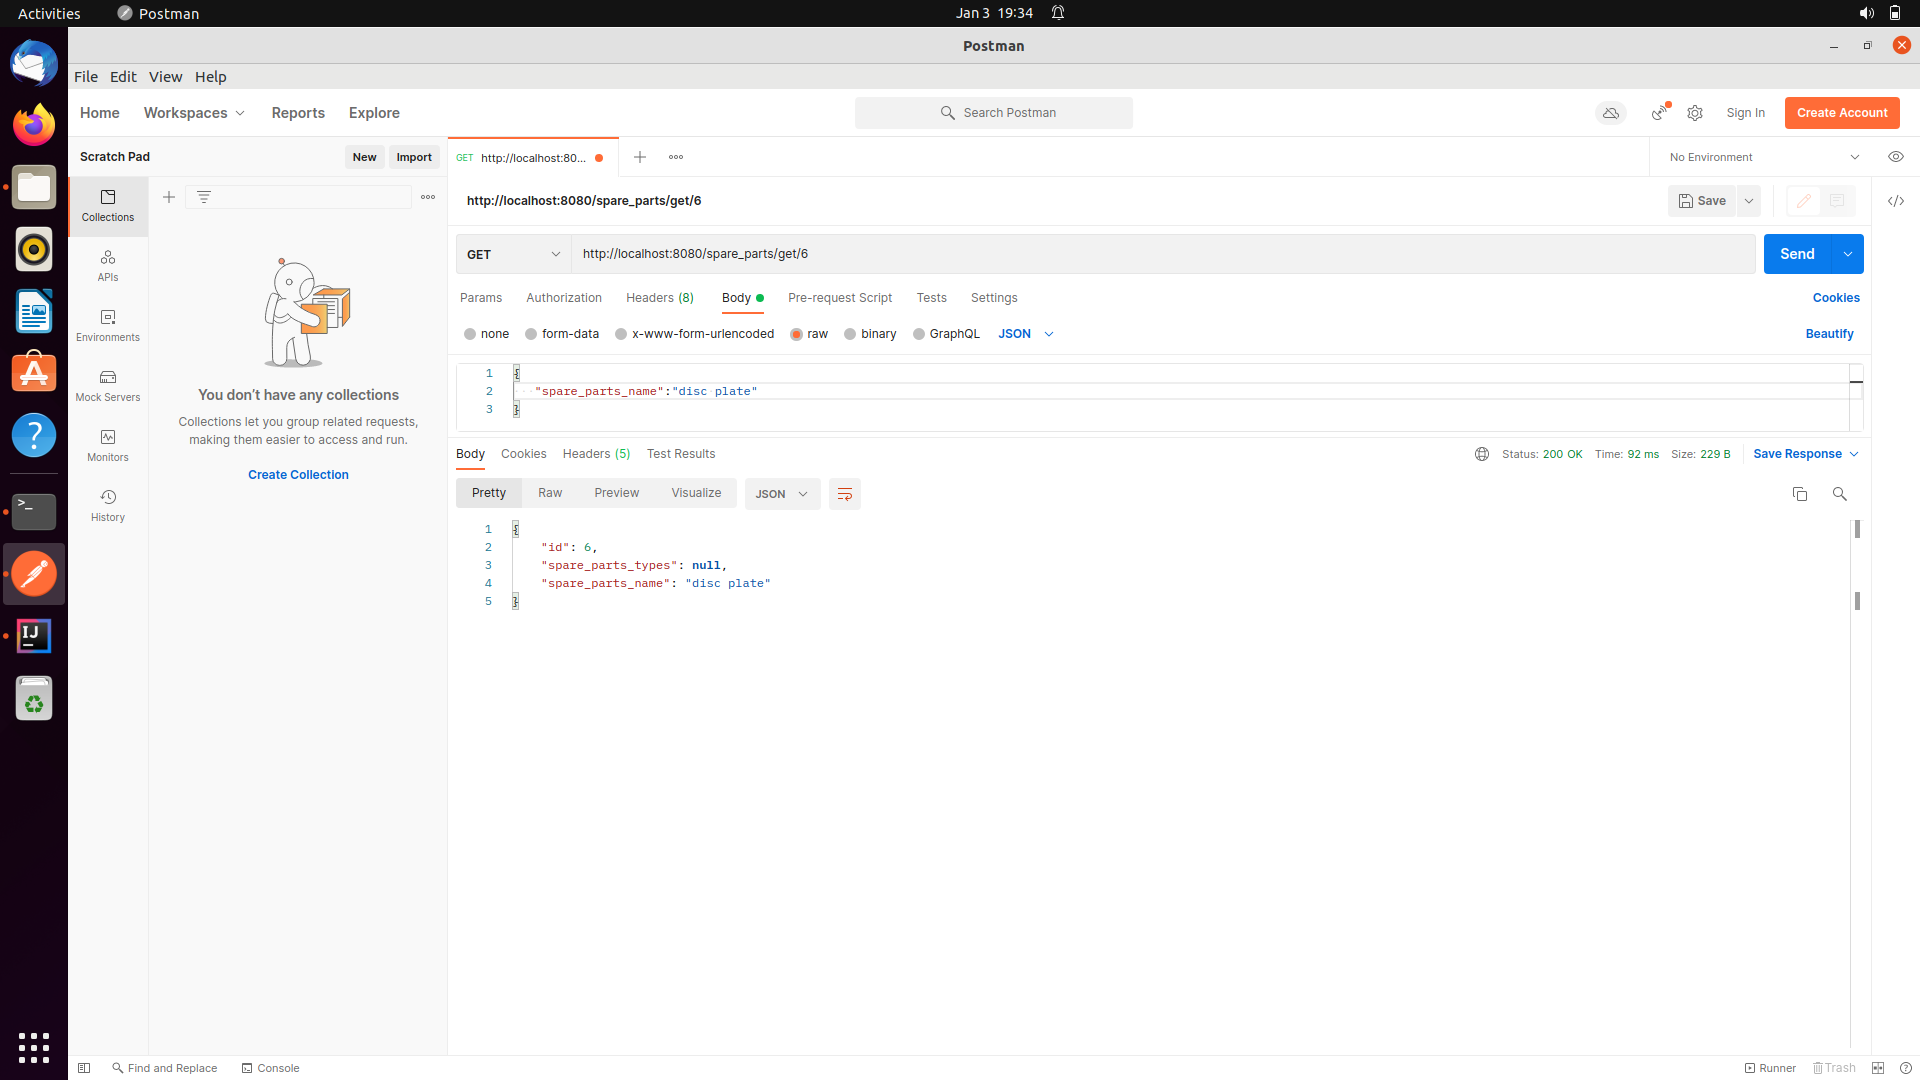 Activities
Postman
Jan 3 19:34
Postman
File Edit View Help
Home
Workspaces
Reports
Explore
Search Postman
Sign In
Create Account
Scratch Pad
New
Import
GET http://localhost:80...
No Environment
Collections
APIs
Environments
Mock Servers
Monitors
History
You don't have any collections
Collections let you group related requests,
making them easier to access and run.
Create Collection
http://localhost:8080/spare_parts/get/6
Save
GET
http://localhost:8080/spare_parts/get/6
Send
Params
Authorization
Headers (8)
Body
Pre-request Script
Tests
Settings
Cookies
none
form-data
x-www-form-urlencoded
raw
binary
GraphQL
JSON
Beautify
1 {
2 "spare_parts_name":"disc plate"
3 }
Body
Cookies
Headers (5)
Test Results
Status: 200 OK
Time: 92 ms
Size: 229 B
Save Response
Pretty
Raw
Preview
Visualize
JSON
1 {
2 "id": 6,
3 "spare_parts_types": null,
4 "spare_parts_name": "disc plate"
5 }
Find and Replace
Console
Runner
Trash